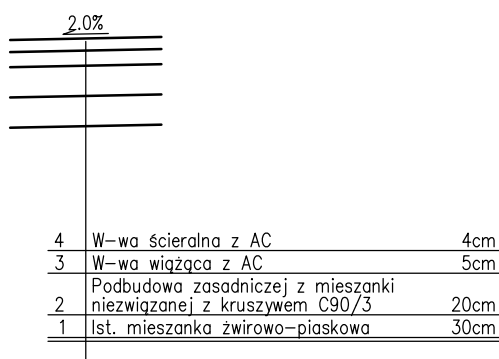 2.0%
4 W-wa ścieralna z AC 4cm
3 W-wa wiążąca z AC 5cm
Podbudowa zasadniczej z mieszanki
2 niezwiązanej z kruszywem C90/3 20cm
1 Ist. mieszanka żwirowo-piaskowa 30cm